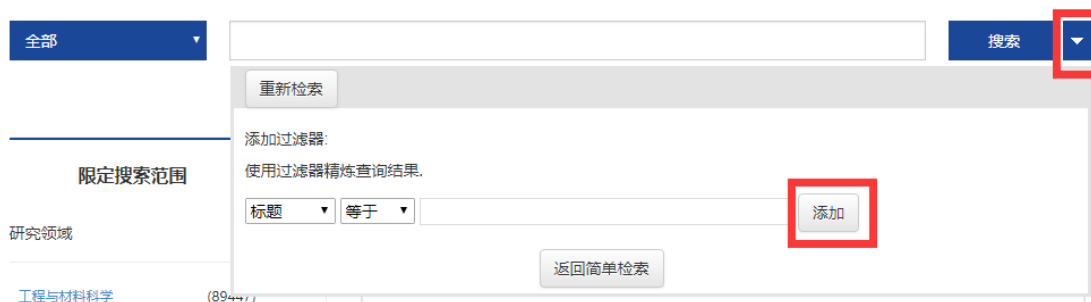 全部 搜索
重新检索
添加过滤器:
限定搜索范围
使用过滤器精炼查询结果.
标题 等于 添加
研究领域
返回简单检索
工程与材料科学 (89447)